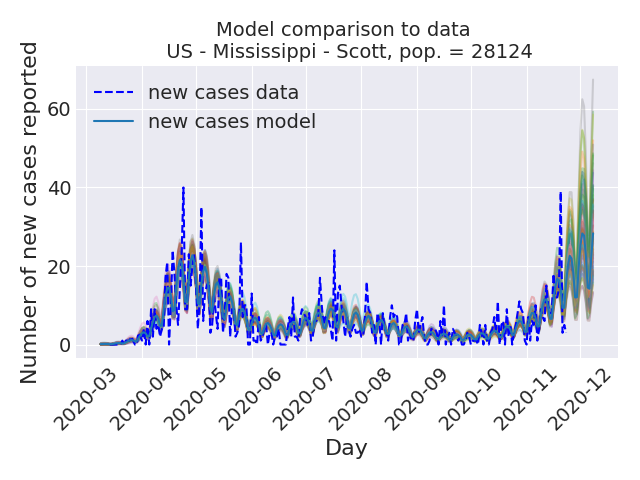 Model comparison to data
US - Mississippi - Scott, pop. = 28124
Number of new cases reported
60
40
20
0
new cases data
new cases model
2020-03
2020-04
2020-05
2020-06
2020-07
2020-08
2020-09
2020-10
2020-11
2020-12
Day